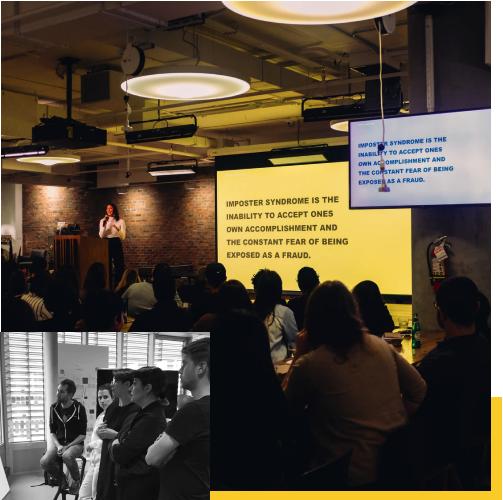 IMPOSTER SYNDROME IS THE
INABILITY TO ACCEPT ONES
OWN ACCOMPLISHMENT AND
THE CONSTANT FEAR OF BEING
EXPOSED AS A FRAUD.
IMPOSTER SYNDROME IS THE
INABILITY TO ACCEPT ONES
OWN ACCOMPLISHMENT AND
THE CONSTANT FEAR OF BEING
EXPOSED AS A FRAUD.